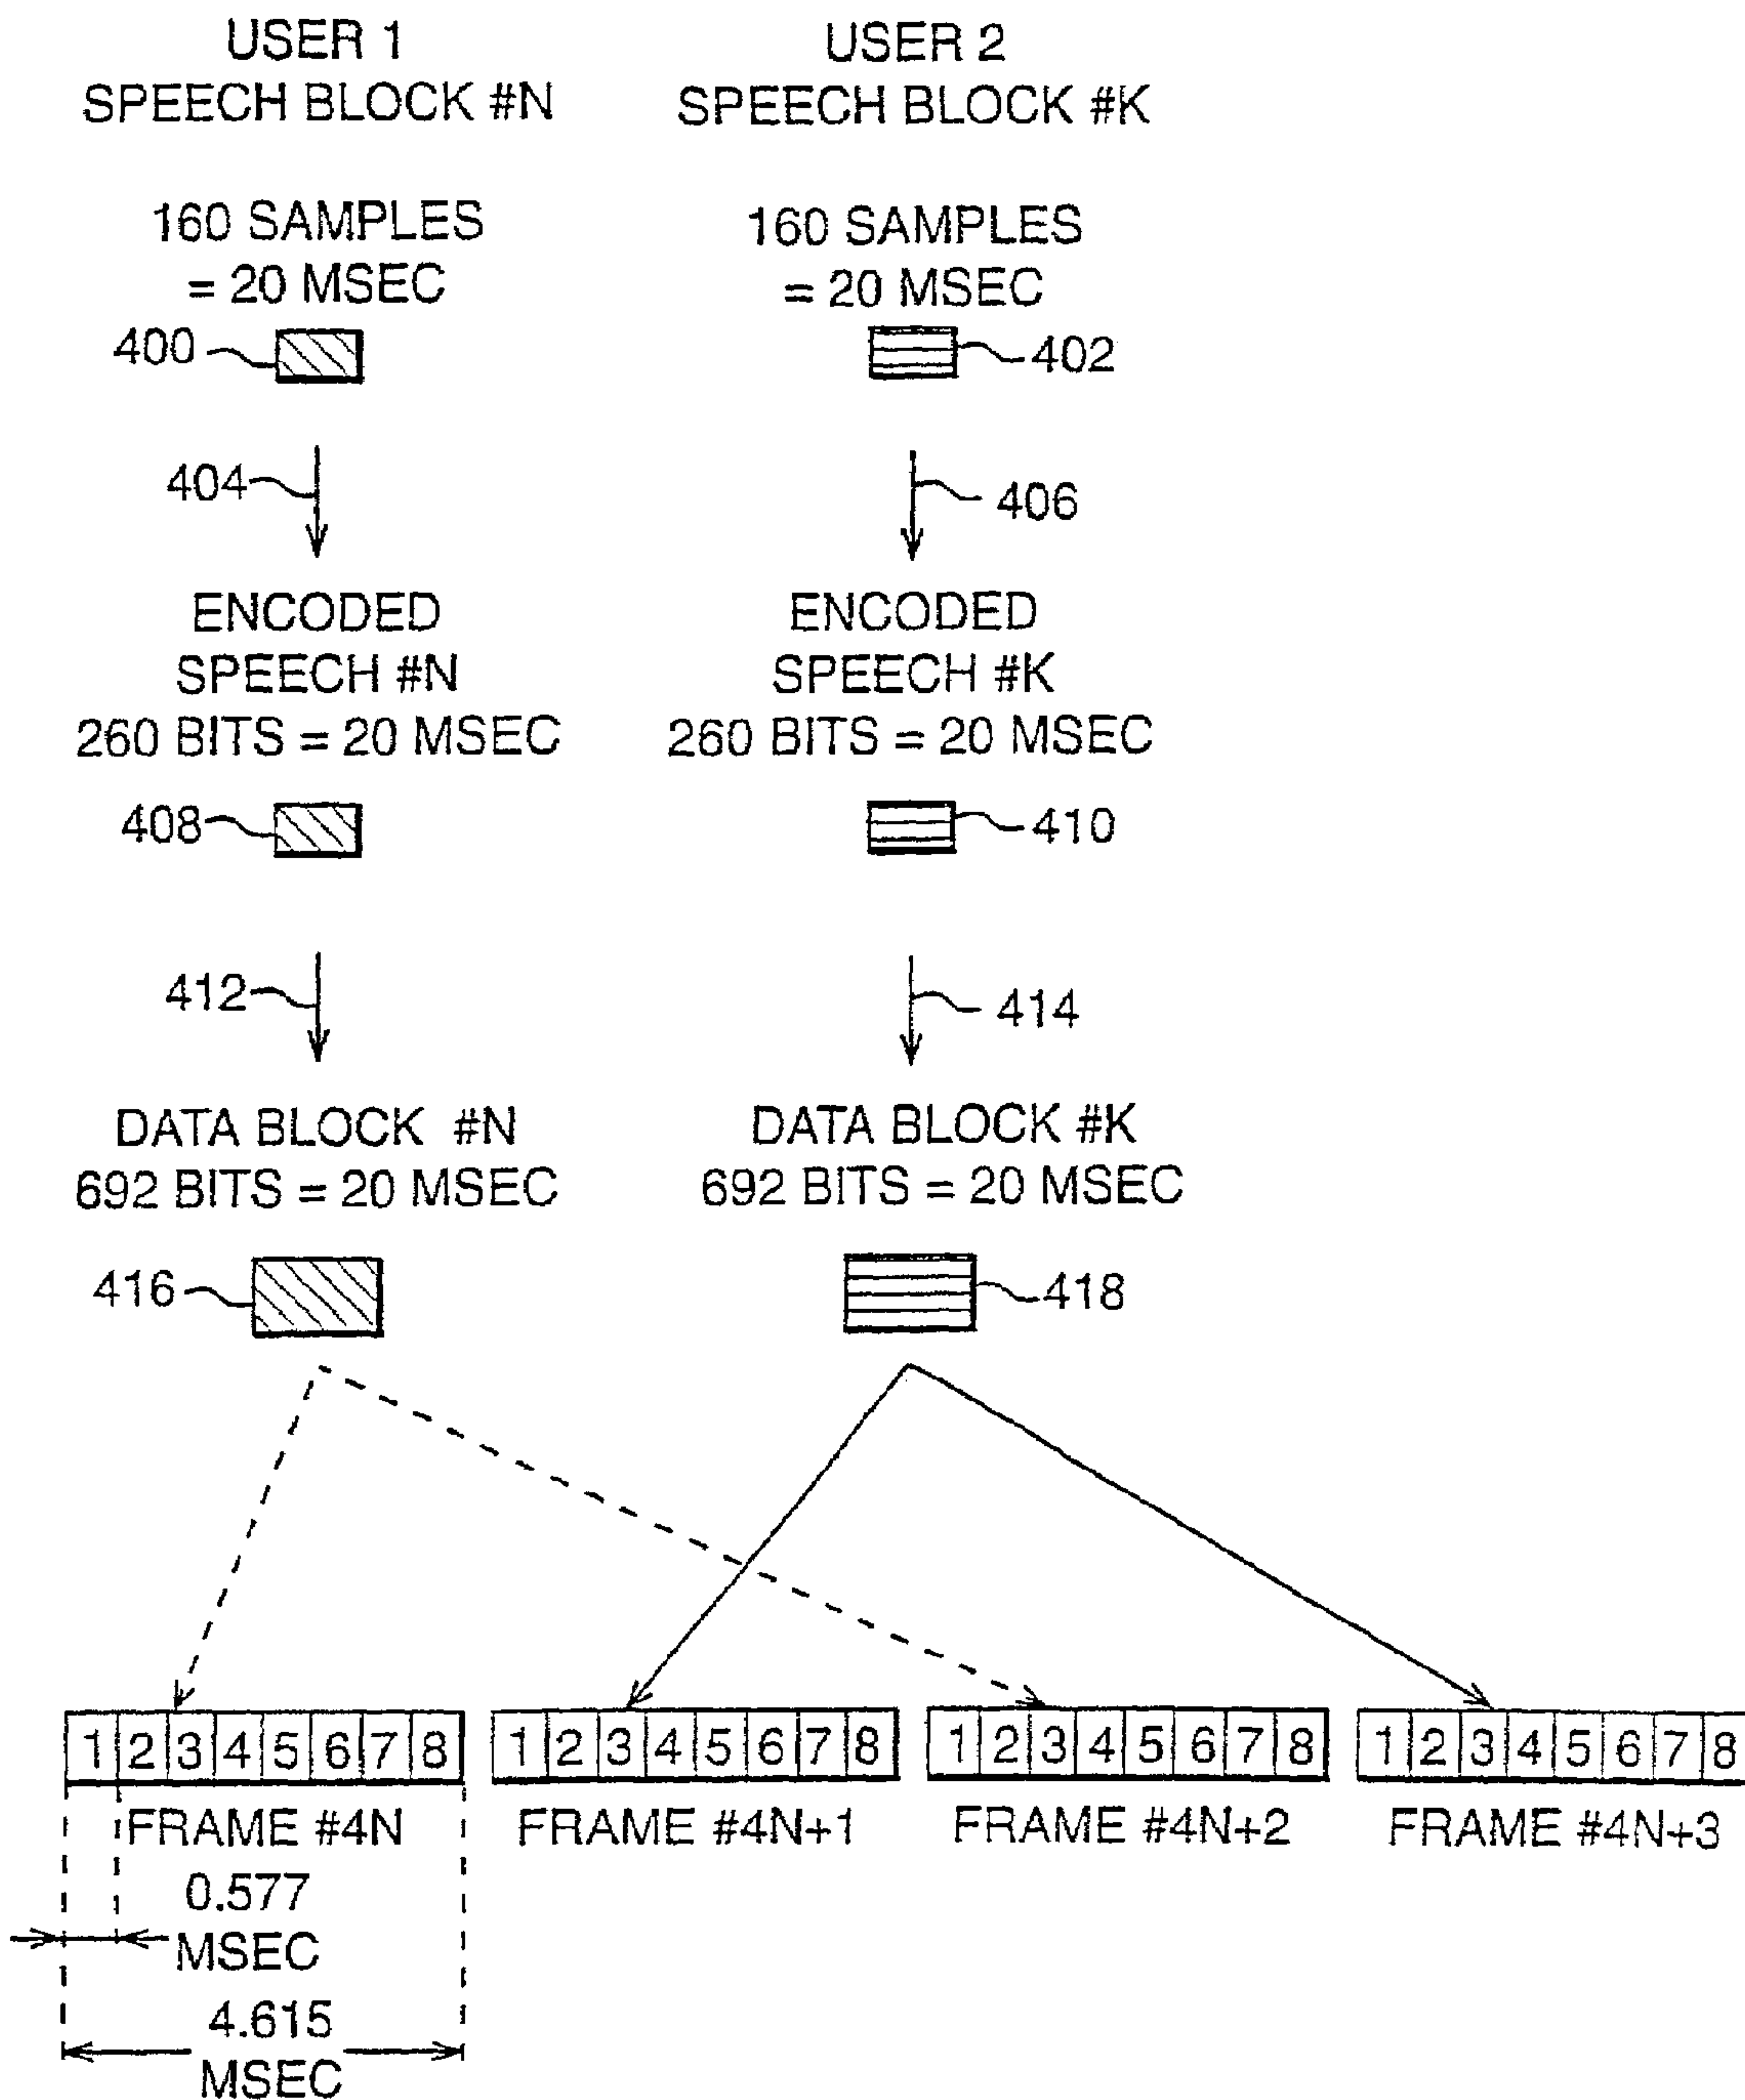 USER 1
SPEECH BLOCK #N
USER 2
SPEECH BLOCK #K
160 SAMPLES
= 20 MSEC
160 SAMPLES
= 20 MSEC
400
402
404
406
ENCODED
SPEECH #N
260 BITS = 20 MSEC
ENCODED
SPEECH #K
260 BITS = 20 MSEC
408
410
412
414
DATA BLOCK #N
692 BITS = 20 MSEC
DATA BLOCK #K
692 BITS = 20 MSEC
416
418
1 2 3 4 5 6 7 8
1 2 3 4 5 6 7 8
1 2 3 4 5 6 7 8
1 2 3 4 5 6 7 8
FRAME #4N
FRAME #4N+1
FRAME #4N+2
FRAME #4N+3
0.577
MSEC
4.615
MSEC